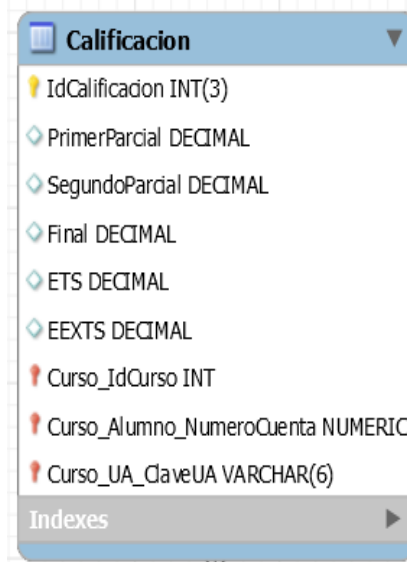 Calificacion
IdCalificacion INT(3)
PrimerParcial DECIMAL
SegundoParcial DECIMAL
Final DECIMAL
ETS DECIMAL
EEXTS DECIMAL
Curso_IdCurso INT
Curso_Alumno_NumeroCuenta NUMERIC
Curso_UA_ClaveUA VARCHAR(6)
Indexes